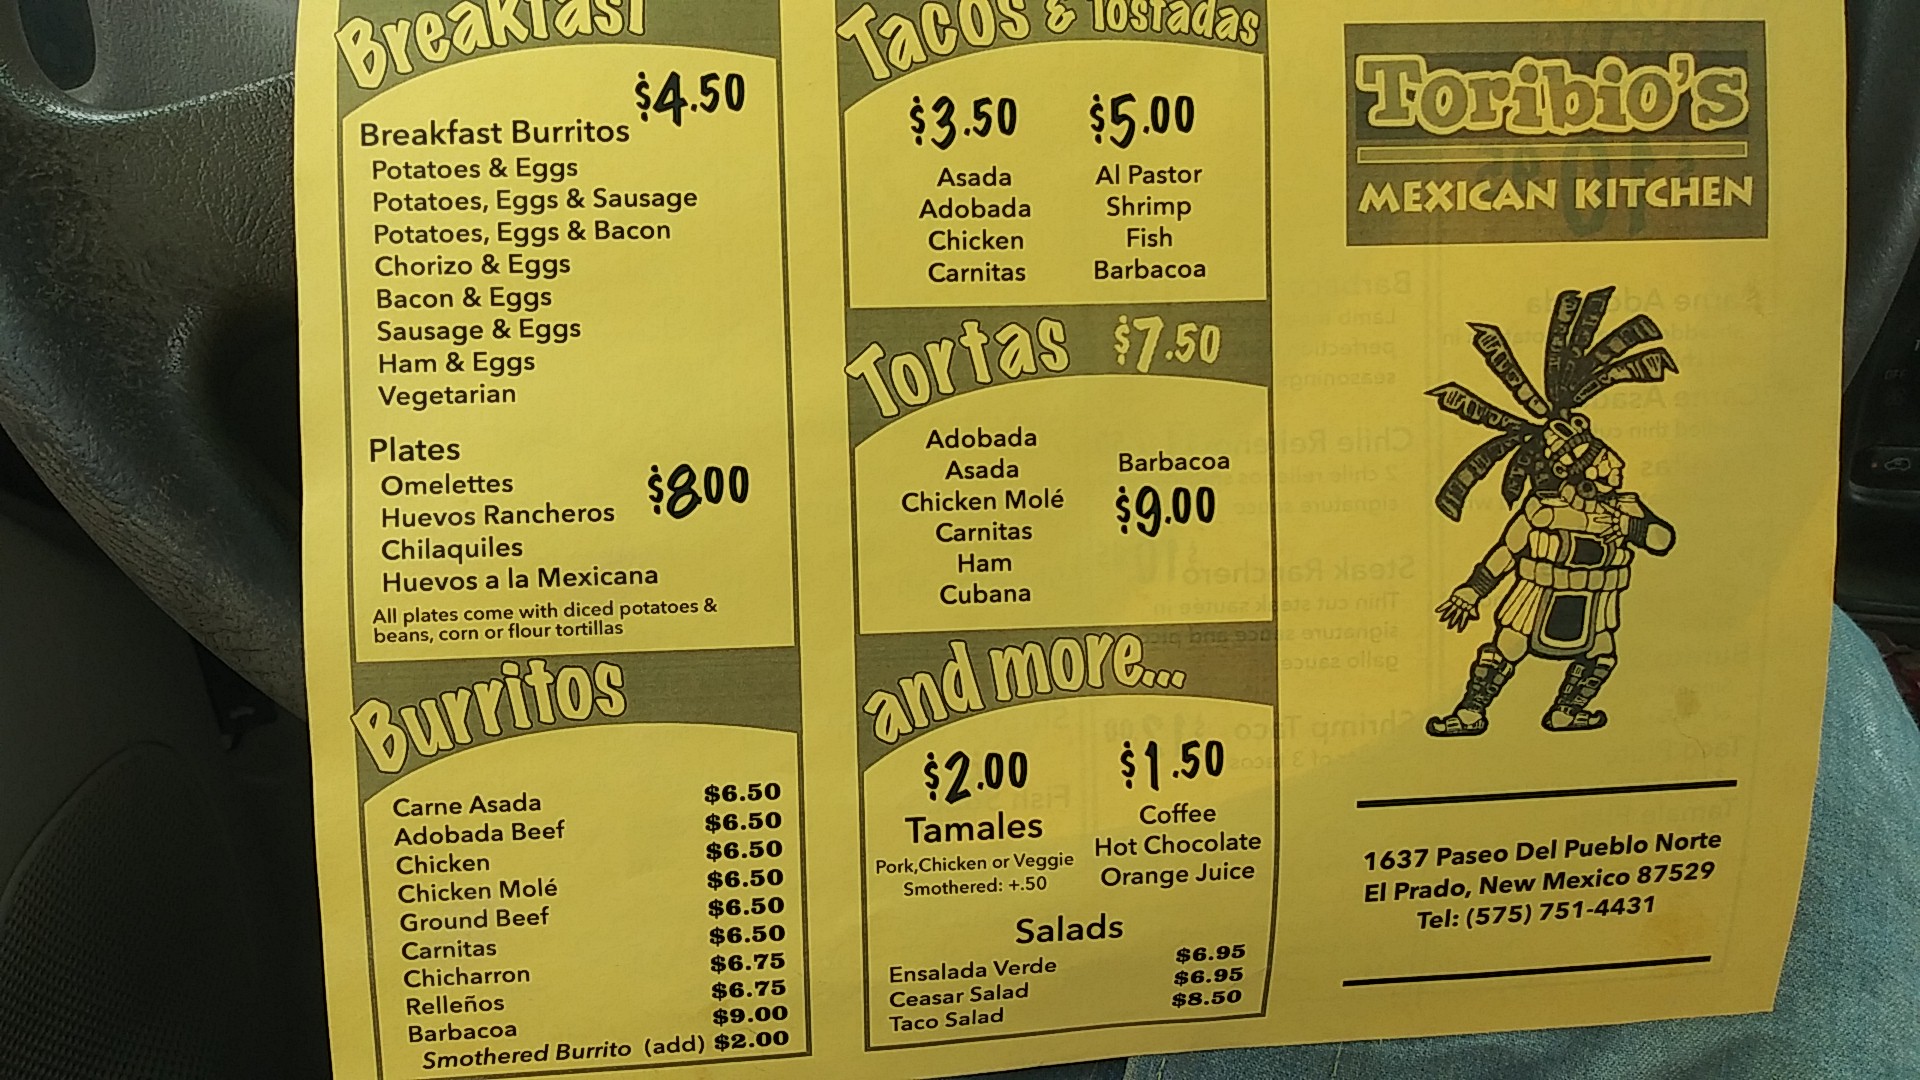 Breakfast
$4.50
Breakfast Burritos
Potatoes & Eggs
Potatoes, Eggs & Sausage
Potatoes, Eggs & Bacon
Chorizo & Eggs
Bacon & Eggs
Sausage & Eggs
Ham & Eggs
Vegetarian
Plates
$8.00
Omelettes
Huevos Rancheros
Chilaquiles
Huevos a la Mexicana
All plates come with diced potatoes &
beans, corn or flour tortillas
Burritos
Carne Asada $6.50
Adobada Beef $6.50
Chicken $6.50
Chicken Molé $6.50
Ground Beef $6.50
Carnitas $6.50
Chicharron $6.75
Relleños $6.75
Barbacoa $9.00
Smothered Burrito (add) $2.00
Tacos & Tostadas
$3.50
Asada
Adobada
Chicken
Carnitas
$5.00
Al Pastor
Shrimp
Fish
Barbacoa
Tortas $7.50
Adobada
Asada
Chicken Molé
Carnitas
Ham
Cubana
Barbacoa
$9.00
and more...
$2.00
Tamales
Pork,Chicken or Veggie
Smothered: +.50
$1.50
Coffee
Hot Chocolate
Orange Juice
Salads
Ensalada Verde $6.95
Ceasar Salad $6.95
Taco Salad $8.50
Toribio's
MEXICAN KITCHEN
1637 Paseo Del Pueblo Norte
El Prado, New Mexico 87529
Tel: (575) 751-4431